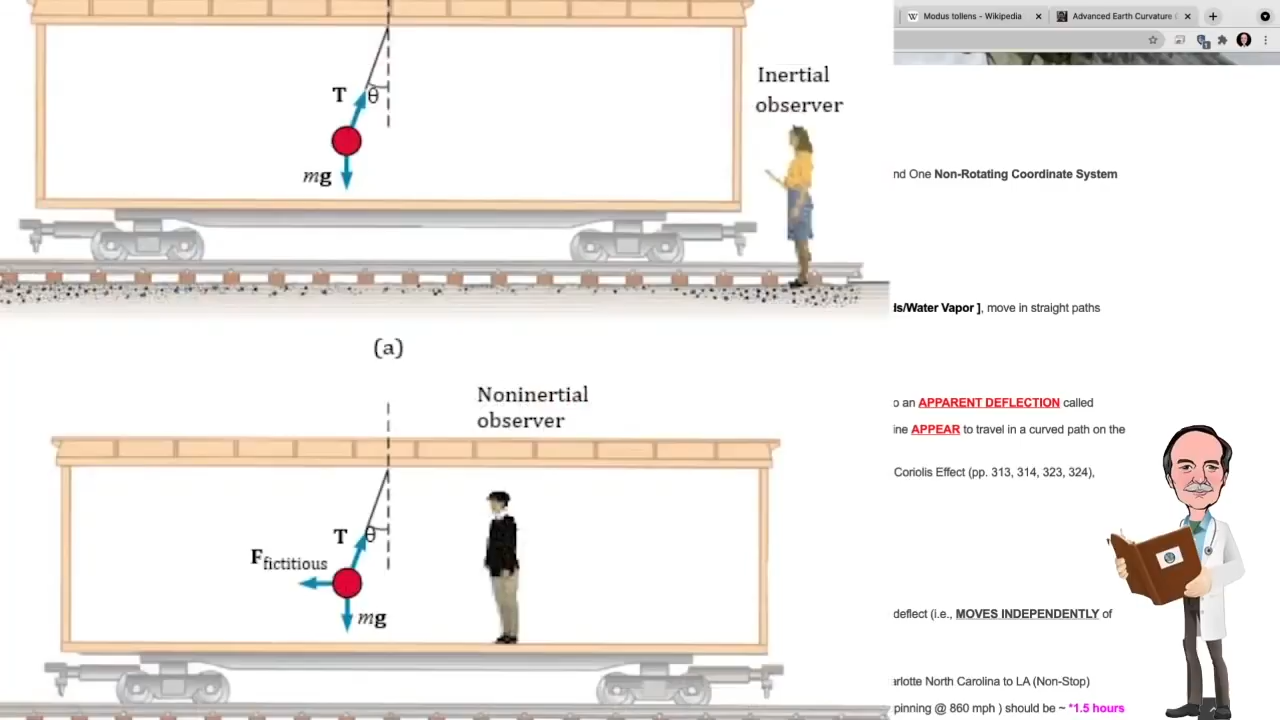 Modus tollens - Wikipedia
Advanced Earth Curvature
Inertial
observer
T
θ
mg
nd One Non-Rotating Coordinate System
ds/Water Vapor ], move in straight paths
(a)
Noninertial
observer
o an APPARENT DEFLECTION called
ine APPEAR to travel in a curved path on the
Coriolis Effect (pp. 313, 314, 323, 324),
T
θ
Ffictitious
mg
deflect (i.e., MOVES INDEPENDENTLY of
arlotte North Carolina to LA (Non-Stop)
pinning @ 860 mph ) should be ~ *1.5 hours